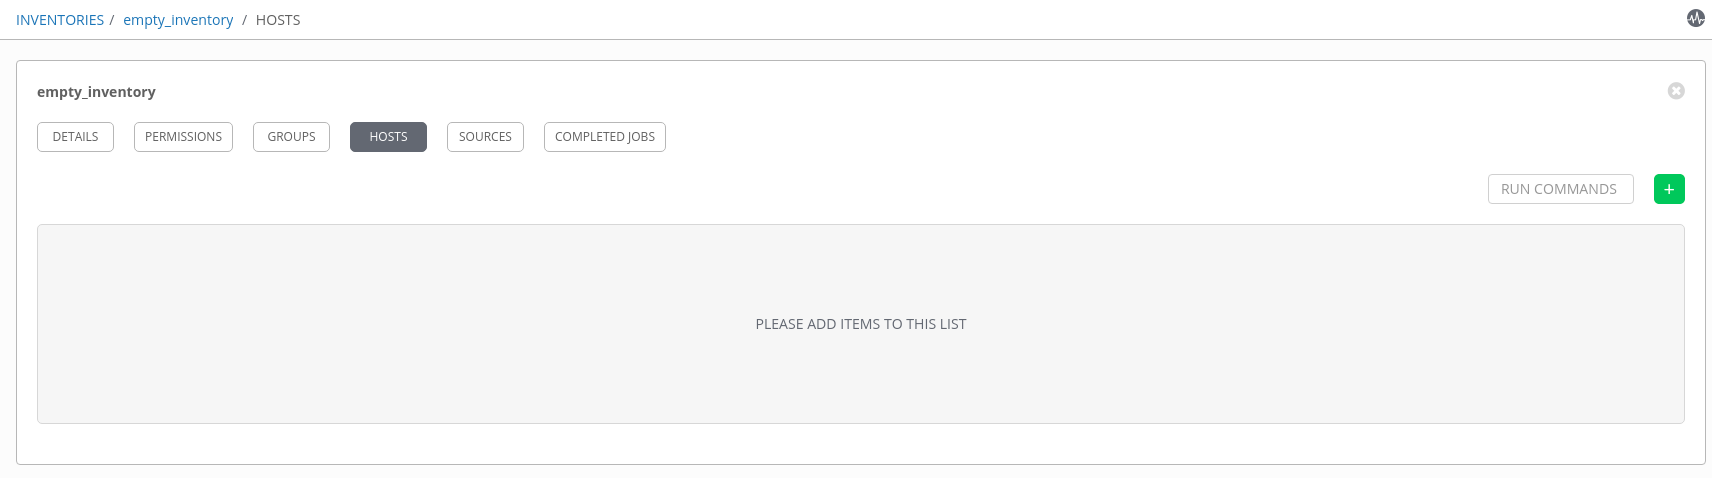 INVENTORIES / empty_inventory / HOSTS
empty_inventory
DETAILS PERMISSIONS GROUPS HOSTS SOURCES COMPLETED JOBS
RUN COMMANDS +
PLEASE ADD ITEMS TO THIS LIST